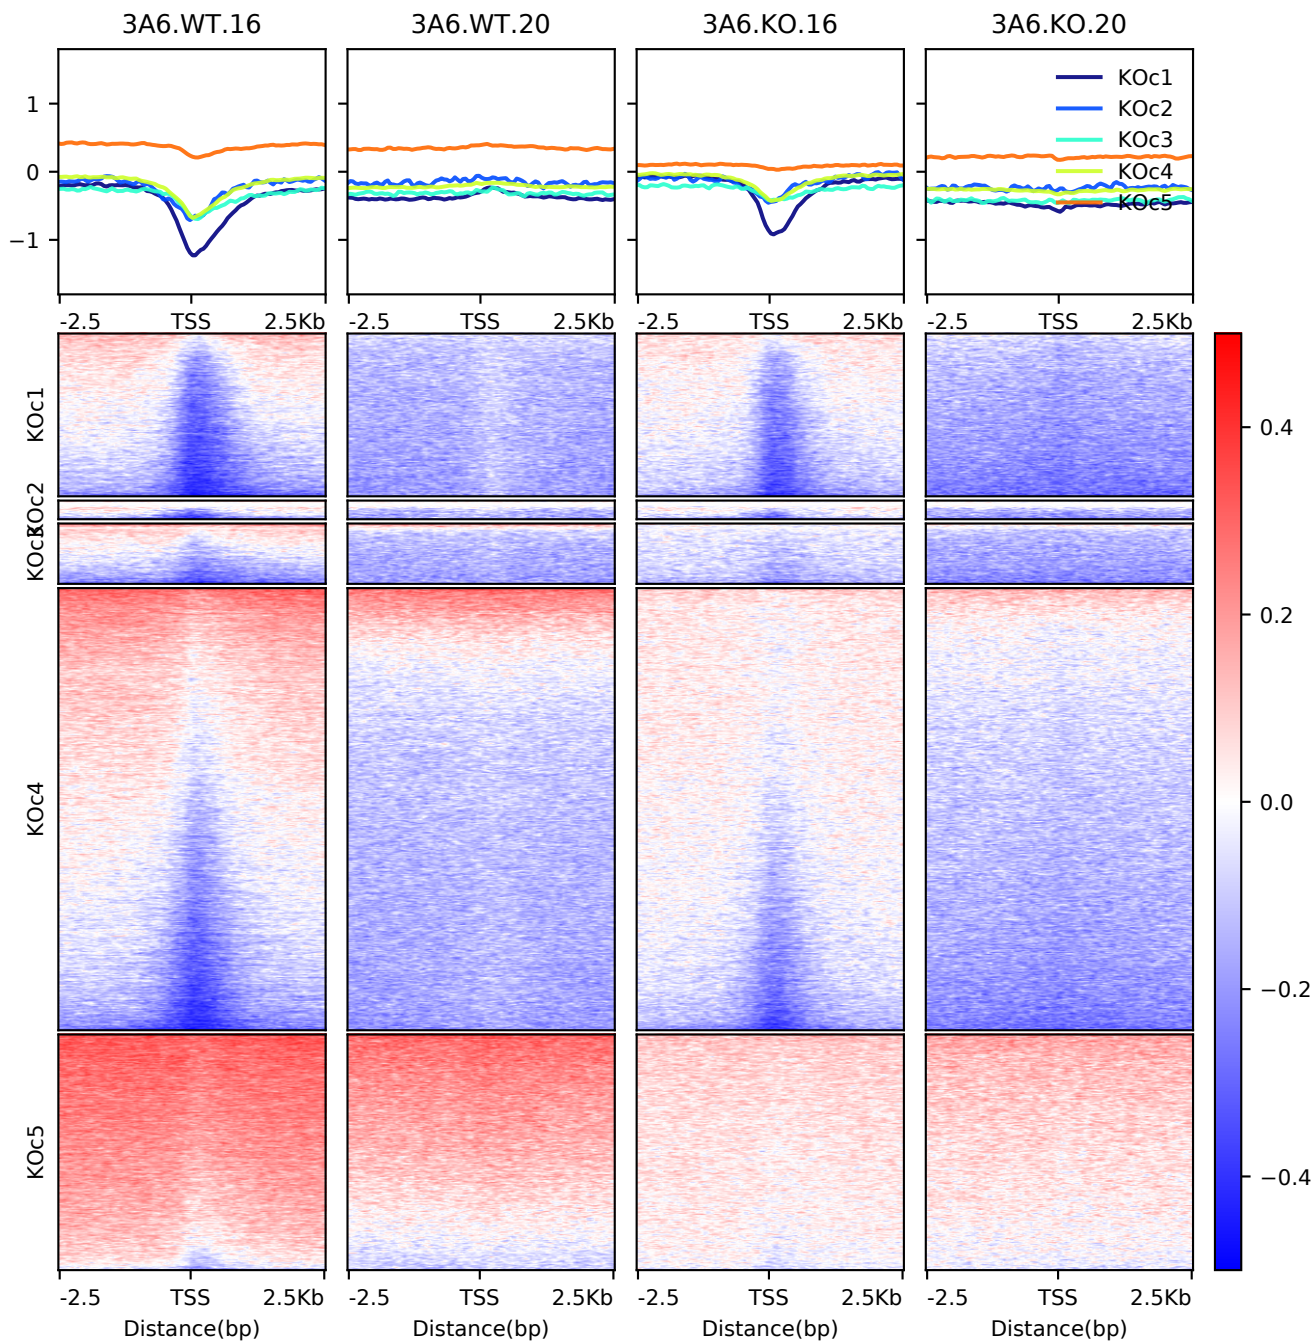 3A6.WT.16 3A6.WT.20 3A6.KO.16 3A6.KO.20
1
0
−1
KOc1
KOc2
KOc3
KOc4
KOc5
-2.5 TSS 2.5Kb -2.5 TSS 2.5Kb -2.5 TSS 2.5Kb -2.5 TSS 2.5Kb
KOc1
KOc2
KOc3
KOc4
KOc5
0.4
0.2
0.0
−0.2
−0.4
-2.5 TSS 2.5Kb -2.5 TSS 2.5Kb -2.5 TSS 2.5Kb -2.5 TSS 2.5Kb
Distance(bp) Distance(bp) Distance(bp) Distance(bp)